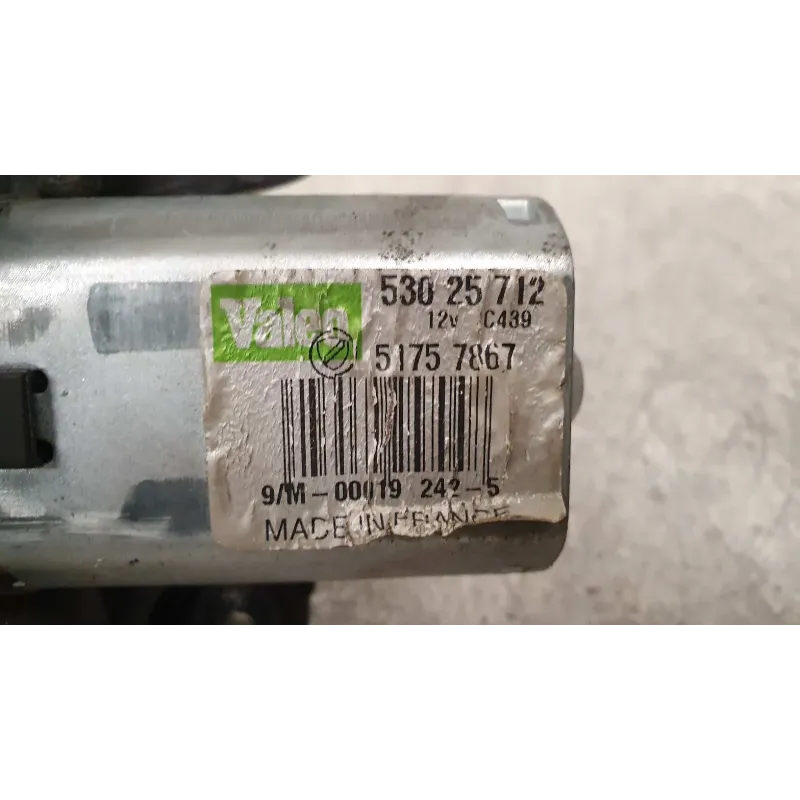 Valeo
530 25 712
12v C439
5175 7867
9/M-00019 242-5
MADE IN FRANCE